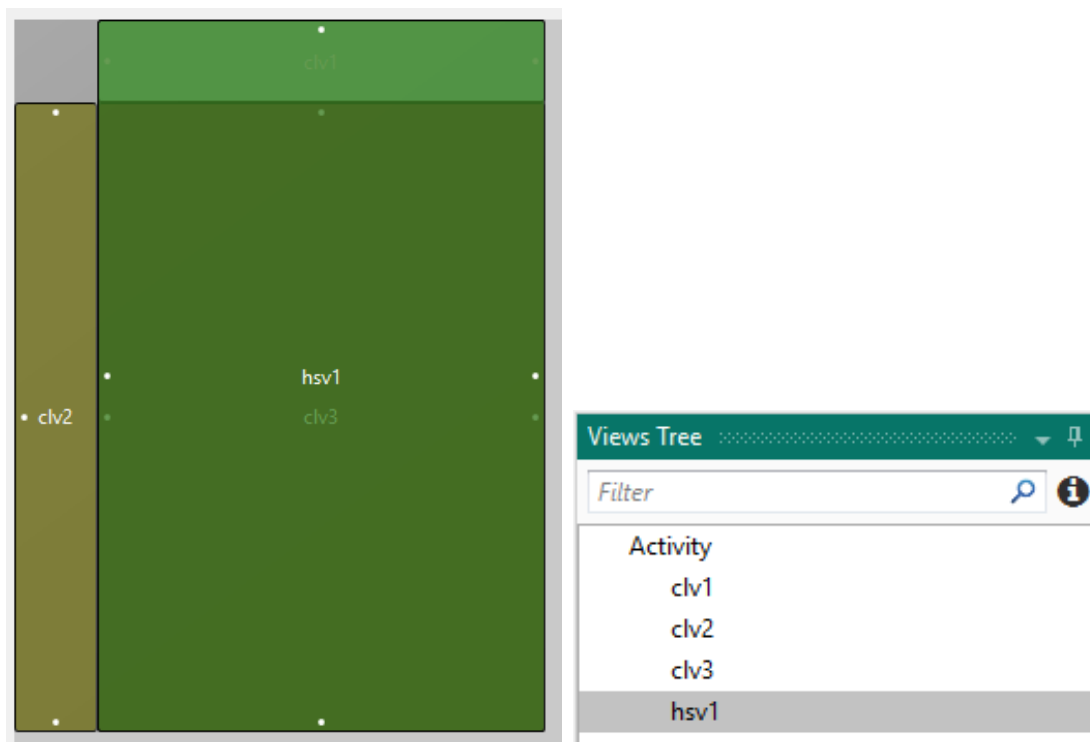 clv1
hsv1
clv2
clv3
Views Tree
Filter
Activity
clv1
clv2
clv3
hsv1